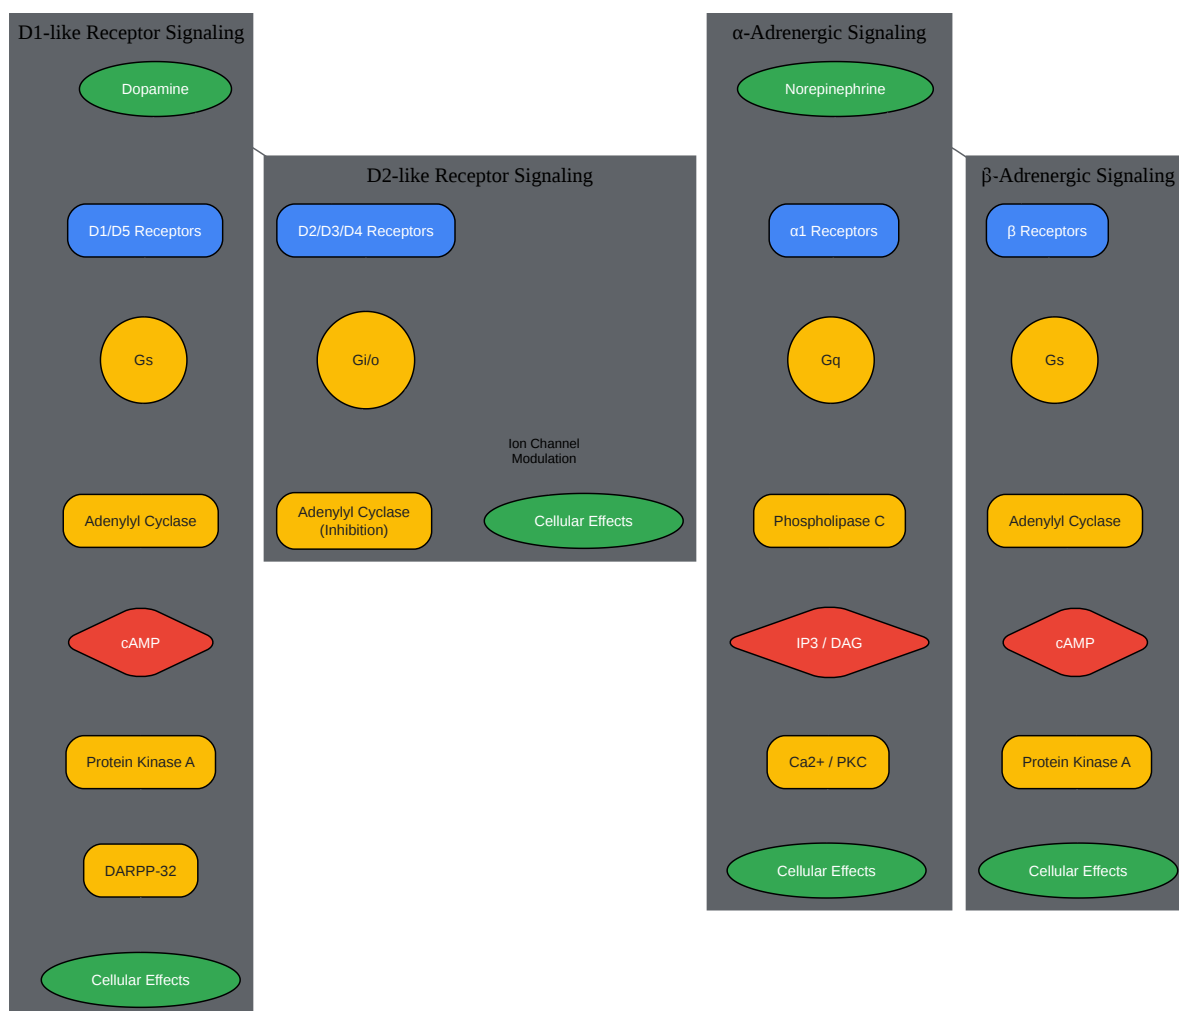 D1-like Receptor Signaling
Dopamine
D1/D5 Receptors
Gs
Adenylyl Cyclase
cAMP
Protein Kinase A
DARPP-32
Cellular Effects
D2-like Receptor Signaling
D2/D3/D4 Receptors
Gi/o
Ion Channel
Modulation
Adenylyl Cyclase
(Inhibition)
Cellular Effects
α-Adrenergic Signaling
Norepinephrine
α1 Receptors
Gq
Phospholipase C
IP3 / DAG
Ca2+ / PKC
Cellular Effects
β-Adrenergic Signaling
β Receptors
Gs
Adenylyl Cyclase
cAMP
Protein Kinase A
Cellular Effects